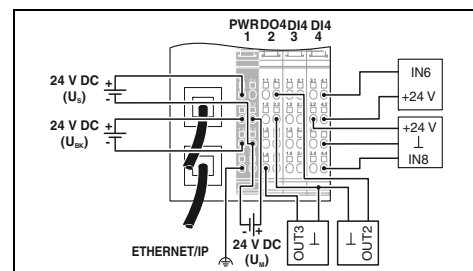 PWR DO4 DI4 DI4
1 2 3 4
24 V DC
(US)
+
-
24 V DC
(UBK)
+
-
IN6
+24 V
+24 V
⊥
IN8
- +
24 V DC
(UM)
ETHERNET/IP
OUT3
⊥
⊥
OUT2